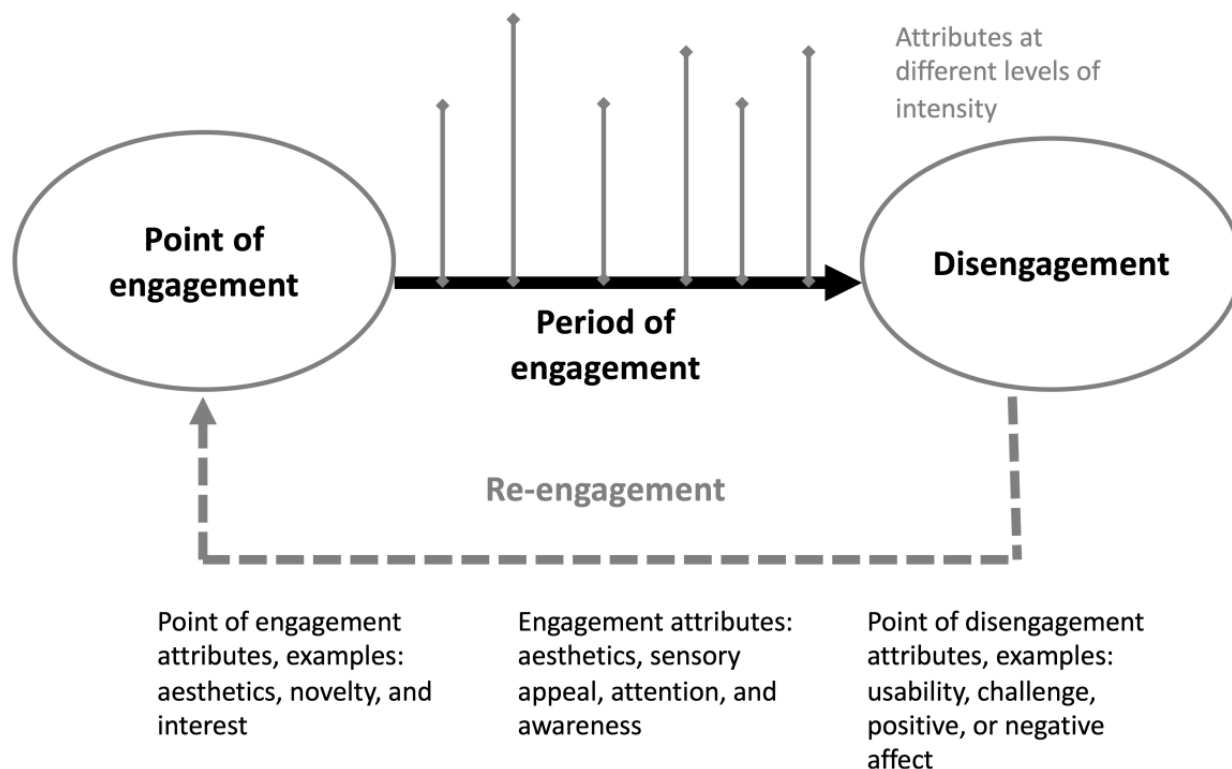 Attributes at
different levels of
intensity
Point of
engagement
Disengagement
Period of
engagement
Re-engagement
Point of engagement
attributes, examples:
aesthetics, novelty, and
interest
Engagement attributes:
aesthetics, sensory
appeal, attention, and
awareness
Point of disengagement
attributes, examples:
usability, challenge,
positive, or negative
affect